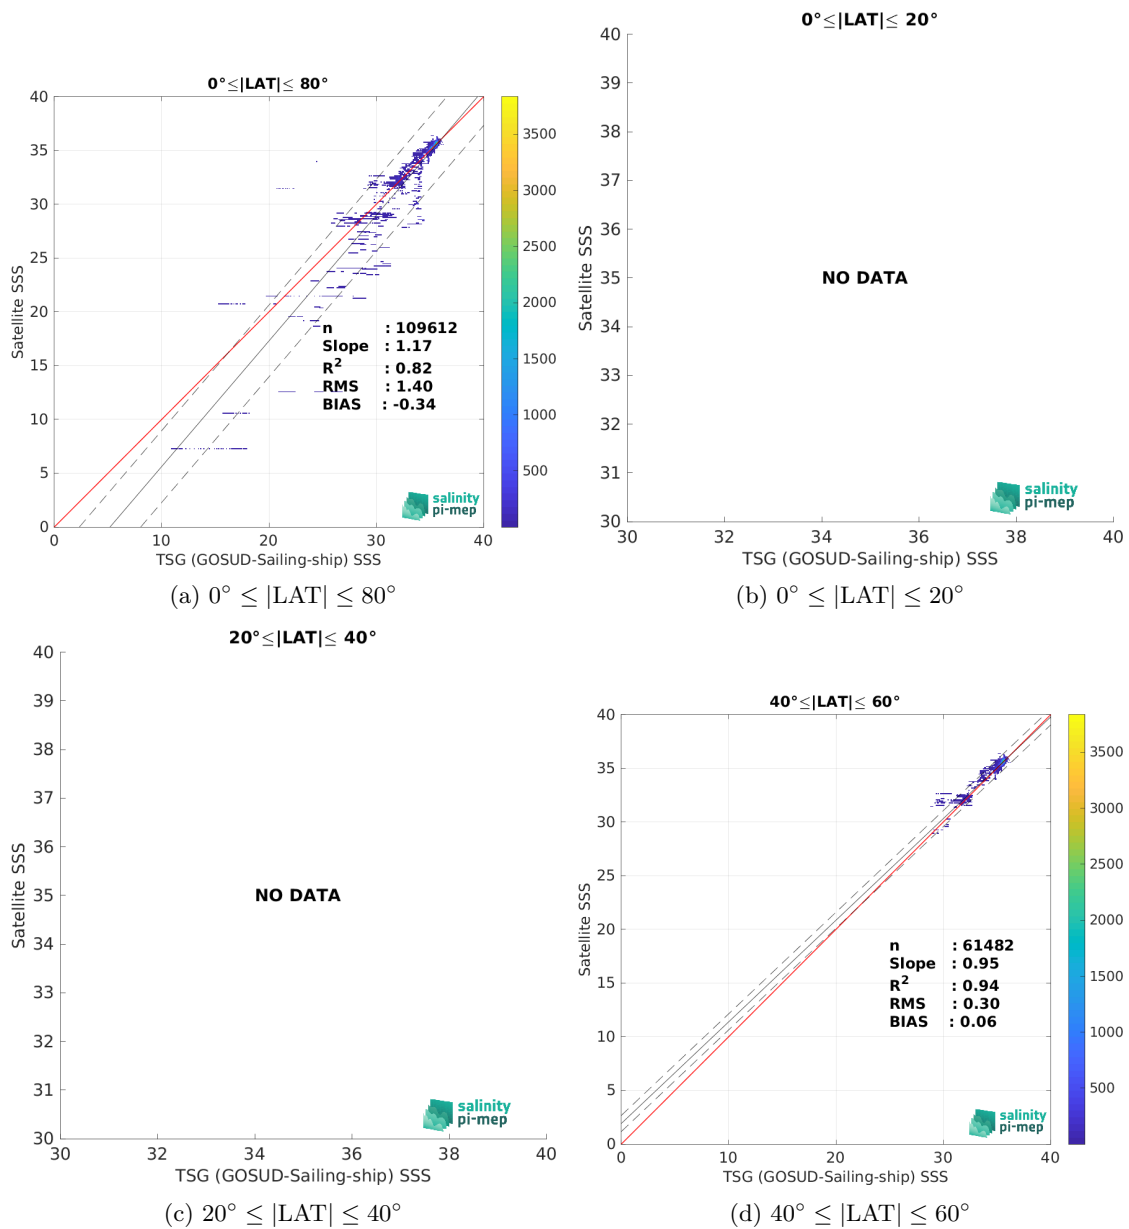 0°≤|LAT|≤ 80°
40
35
30
25
20
15
10
5
0
Satellite SSS
0
10
20
30
40
TSG (GOSUD-Sailing-ship) SSS
n : 109612
Slope : 1.17
R² : 0.82
RMS : 1.40
BIAS : -0.34
salinity
pi-mep
3500
3000
2500
2000
1500
1000
500
(a) 0° ≤ |LAT| ≤ 80°
0°≤|LAT|≤ 20°
40
39
38
37
36
35
34
33
32
31
30
Satellite SSS
NO DATA
30
32
34
36
38
40
TSG (GOSUD-Sailing-ship) SSS
salinity
pi-mep
(b) 0° ≤ |LAT| ≤ 20°
20°≤|LAT|≤ 40°
40
39
38
37
36
35
34
33
32
31
30
Satellite SSS
NO DATA
30
32
34
36
38
40
TSG (GOSUD-Sailing-ship) SSS
salinity
pi-mep
(c) 20° ≤ |LAT| ≤ 40°
40°≤|LAT|≤ 60°
40
35
30
25
20
15
10
5
0
Satellite SSS
0
10
20
30
40
TSG (GOSUD-Sailing-ship) SSS
n : 61482
Slope : 0.95
R² : 0.94
RMS : 0.30
BIAS : 0.06
salinity
pi-mep
3500
3000
2500
2000
1500
1000
500
(d) 40° ≤ |LAT| ≤ 60°